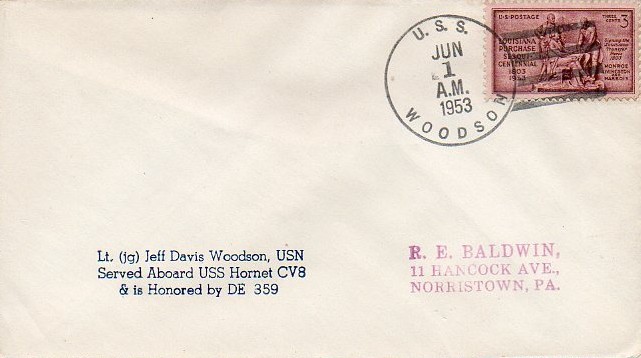 U. S. S.
JUN
1
A.M.
1953
WOODSON
U.S. POSTAGE
THREE CENTS 3
LOUISIANA
PURCHASE
SESQUI-
CENTENNIAL
1803
1953
MONROE
LIVINGSTON
MARBOIS
Lt. (jg) Jeff Davis Woodson, USN
Served Aboard USS Hornet CV8
& is Honored by DE 359
R. E. BALDWIN,
11 HANCOCK AVE.,
NORRISTOWN, PA.